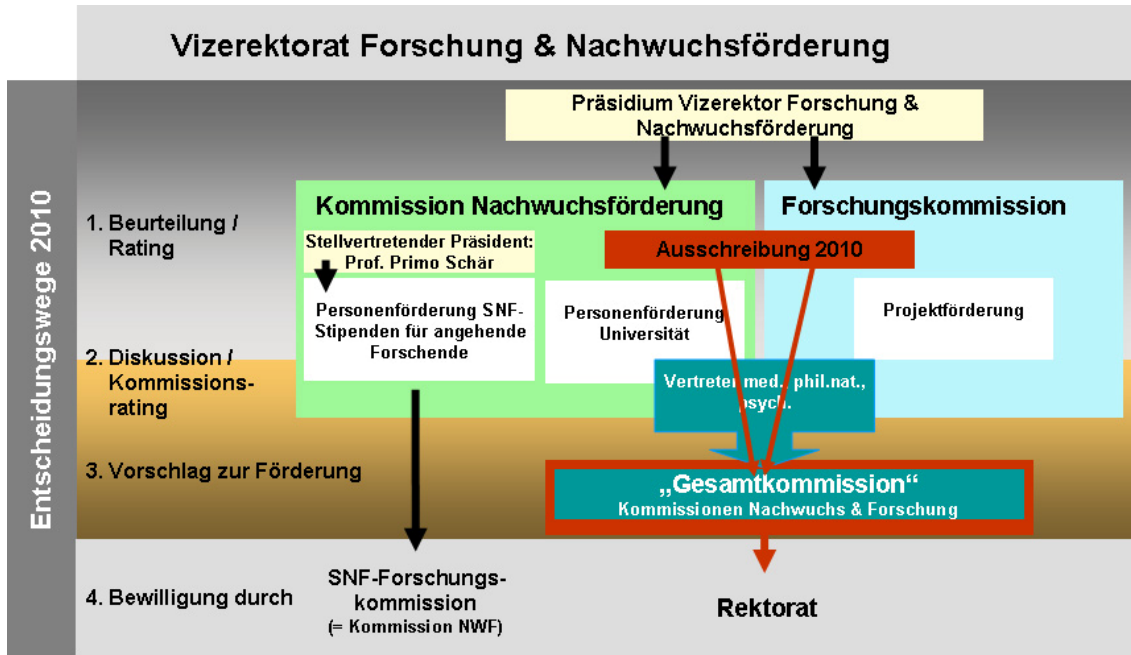 Vizerektorat Forschung & Nachwuchsförderung
Entscheidungswege 2010
Präsidium Vizerektor Forschung &
Nachwuchsförderung
Kommission Nachwuchsförderung
Forschungskommission
1. Beurteilung /
Rating
Stellvertretender Präsident:
Prof. Primo Schär
Ausschreibung 2010
Personenförderung SNF-
Stipenden für angehende
Forschende
Personenförderung
Universität
Projektförderung
2. Diskussion /
Kommissions-
rating
Vertreter med., phil.nat.,
psych.
3. Vorschlag zur Förderung
„Gesamtkommission“
Kommissionen Nachwuchs & Forschung
4. Bewilligung durch
SNF-Forschungs-
kommission
(= Kommission NWF)
Rektorat